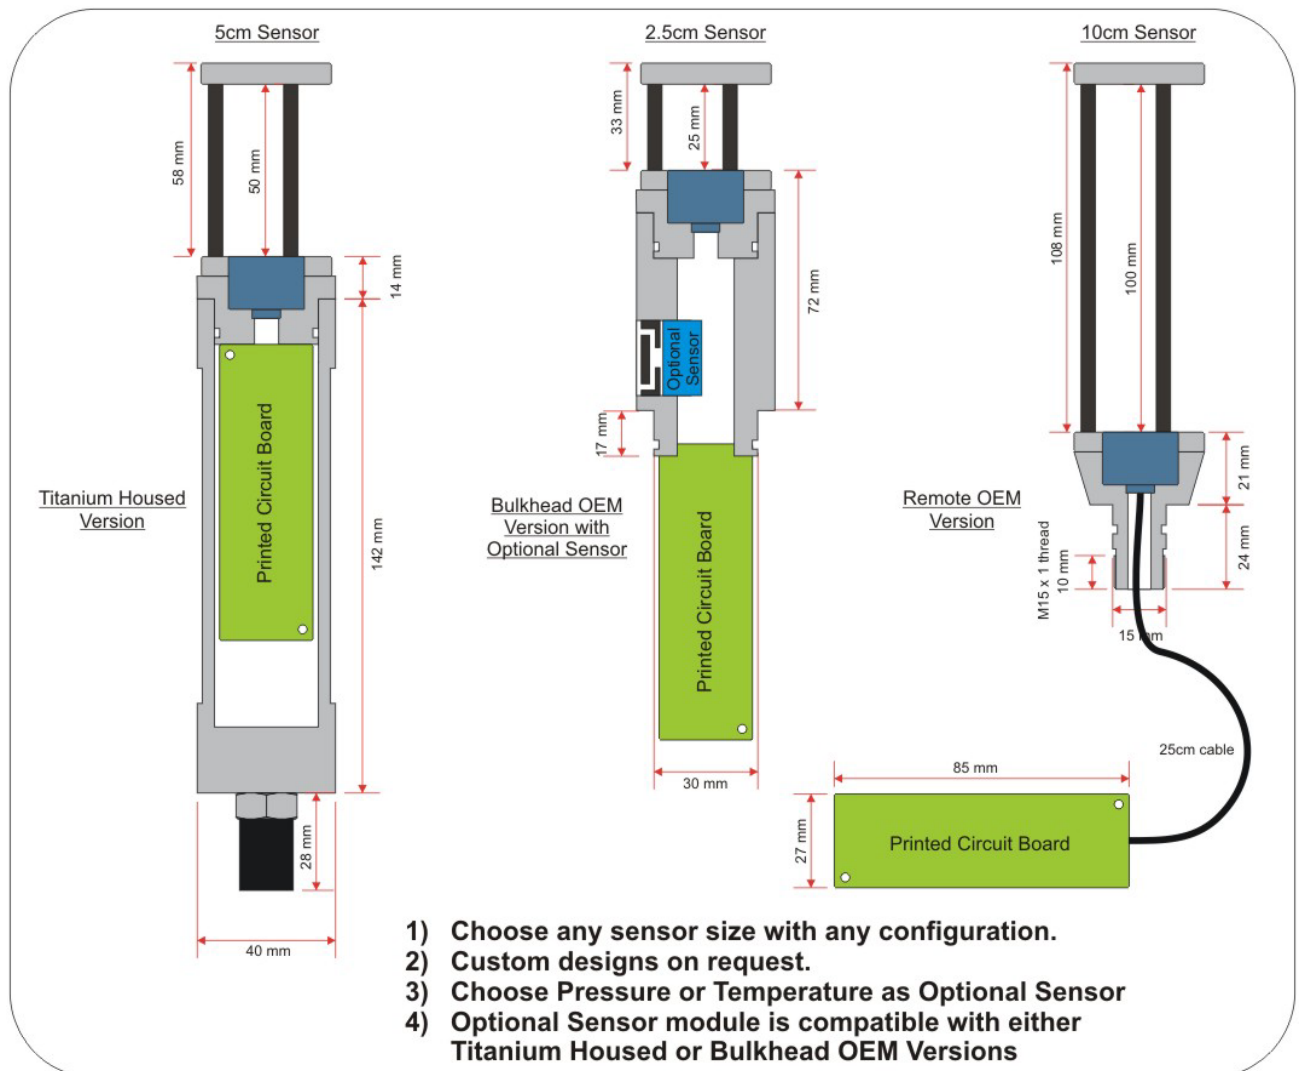 5cm Sensor
2.5cm Sensor
10cm Sensor
58 mm
50 mm
14 mm
142 mm
Printed Circuit Board
Titanium Housed
Version
28 mm
40 mm
33 mm
25 mm
72 mm
Optional
Sensor
17 mm
Bulkhead OEM
Version with
Optional Sensor
Printed Circuit Board
30 mm
108 mm
100 mm
21 mm
24 mm
Remote OEM
Version
M15 x 1 thread
10 mm
15 mm
25cm cable
85 mm
27 mm
Printed Circuit Board
1) Choose any sensor size with any configuration.
2) Custom designs on request.
3) Choose Pressure or Temperature as Optional Sensor
4) Optional Sensor module is compatible with either
Titanium Housed or Bulkhead OEM Versions